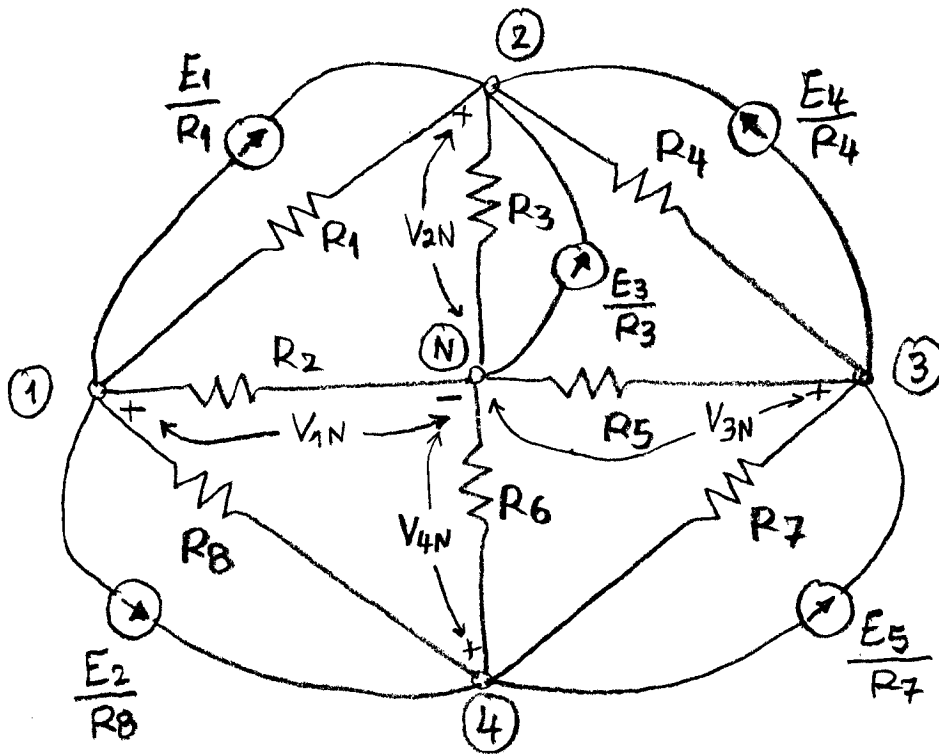 2
E1
R1
E4
R4
+
R4
R3
V2N
R1
E3
R3
N
R2
1
3
+
−
+
V1N
R5
V3N
R6
V4N
R8
R7
+
E2
R8
E5
R7
4